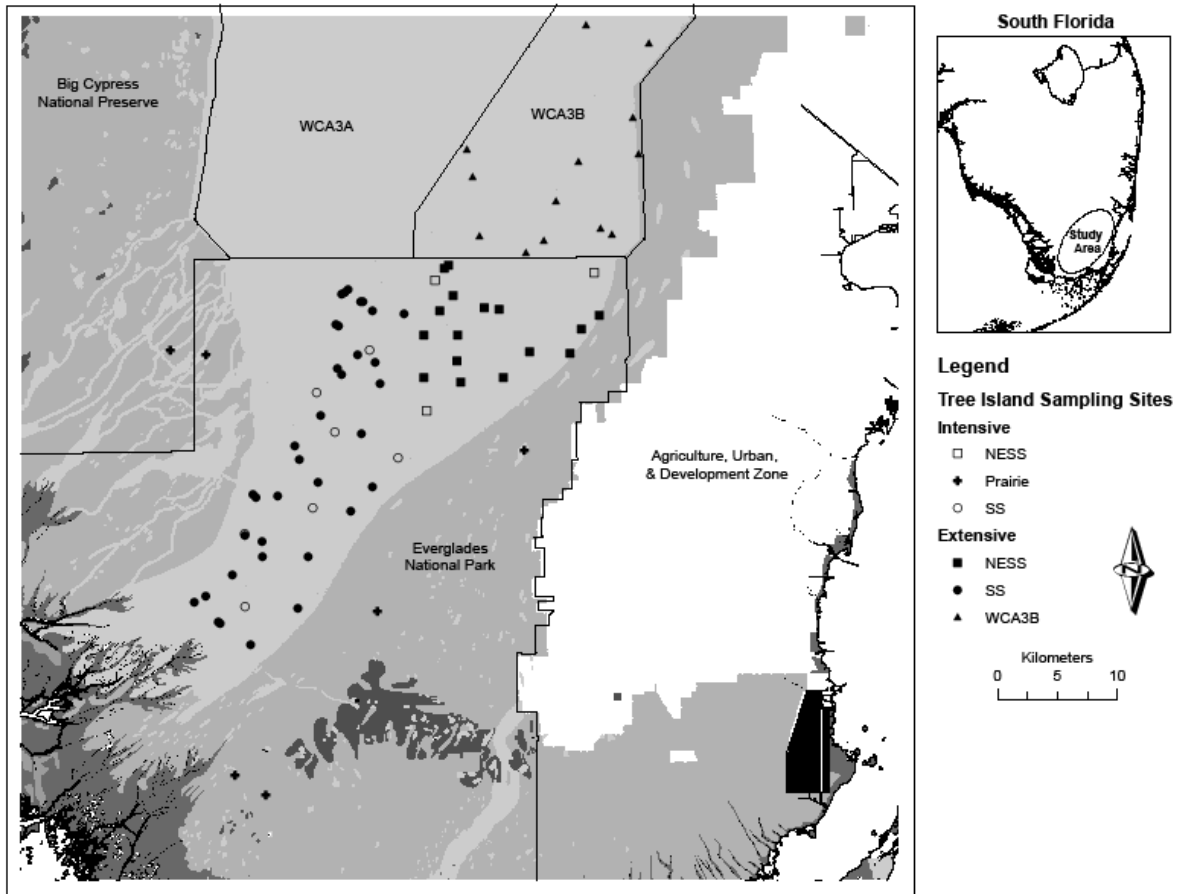 Big Cypress
National Preserve
WCA3A
WCA3B
Agriculture, Urban,
& Development Zone
Everglades
National Park
South Florida
Study
Area
Legend
Tree Island Sampling Sites
Intensive
NESS
Prairie
SS
Extensive
NESS
SS
WCA3B
N
Kilometers
0 5 10